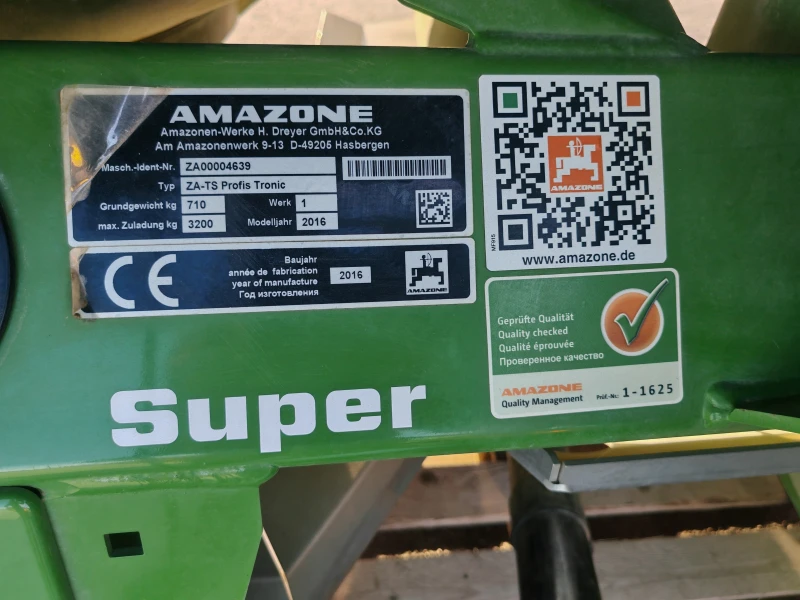 AMAZONE
Amazonen-Werke H. Dreyer GmbH&Co.KG
Am Amazonenwerk 9-13 D-49205 Hasbergen
Masch.-Ident-Nr. ZA00004639
Typ ZA-TS Profis Tronic
Grundgewicht kg 710 Werk 1
max. Zuladung kg 3200 Modelljahr 2016
CE
Baujahr
année de fabrication
year of manufacture
Год изготовления
2016
AMAZONE
AMAZONE
MF815
www.amazone.de
Geprüfte Qualität
Quality checked
Qualité éprouvée
Проверенное качество
AMAZONE
Quality Management
Prüf.-Nr.: 1-1625
Super